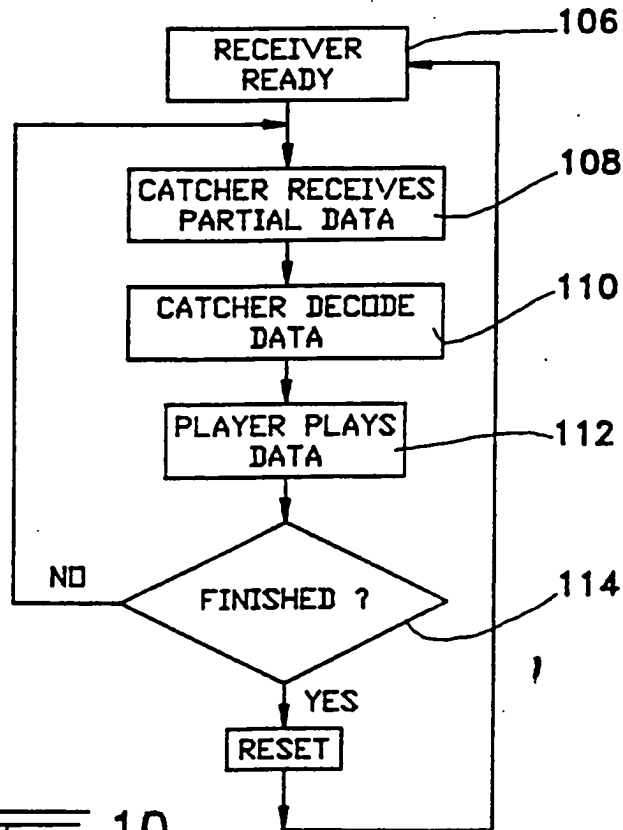 106
RECEIVER
READY
108
CATCHER RECEIVES
PARTIAL DATA
110
CATCHER DECODE
DATA
PLAYER PLAYS
DATA
112
NO
FINISHED ?
114
YES
RESET
10